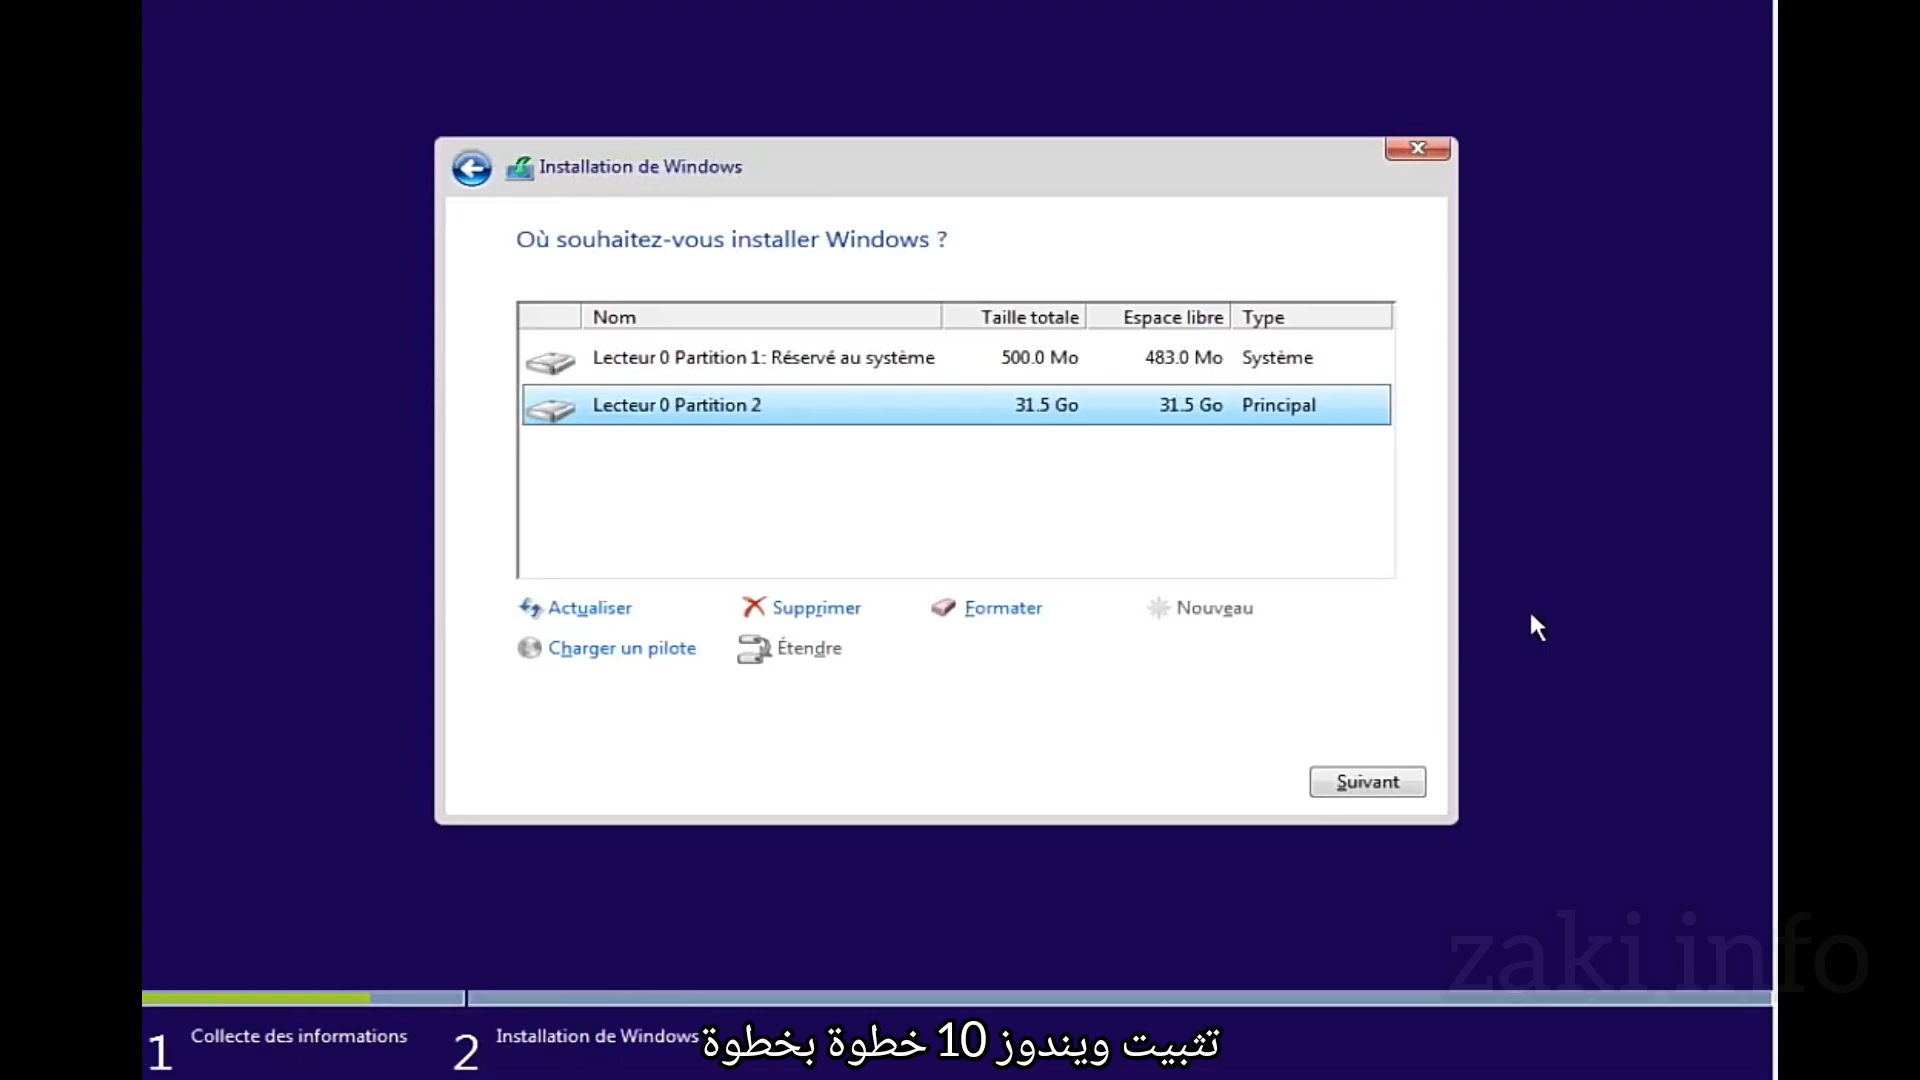 Installation de Windows
Où souhaitez-vous installer Windows ?
Nom Taille totale Espace libre Type
Lecteur 0 Partition 1: Réservé au système 500.0 Mo 483.0 Mo Système
Lecteur 0 Partition 2 31.5 Go 31.5 Go Principal
Actualiser Supprimer Formater Nouveau
Charger un pilote Étendre
Suivant
zaki info
1 Collecte des informations 2 Installation de Windows
تثبيت ويندوز 10 خطوة بخطوة